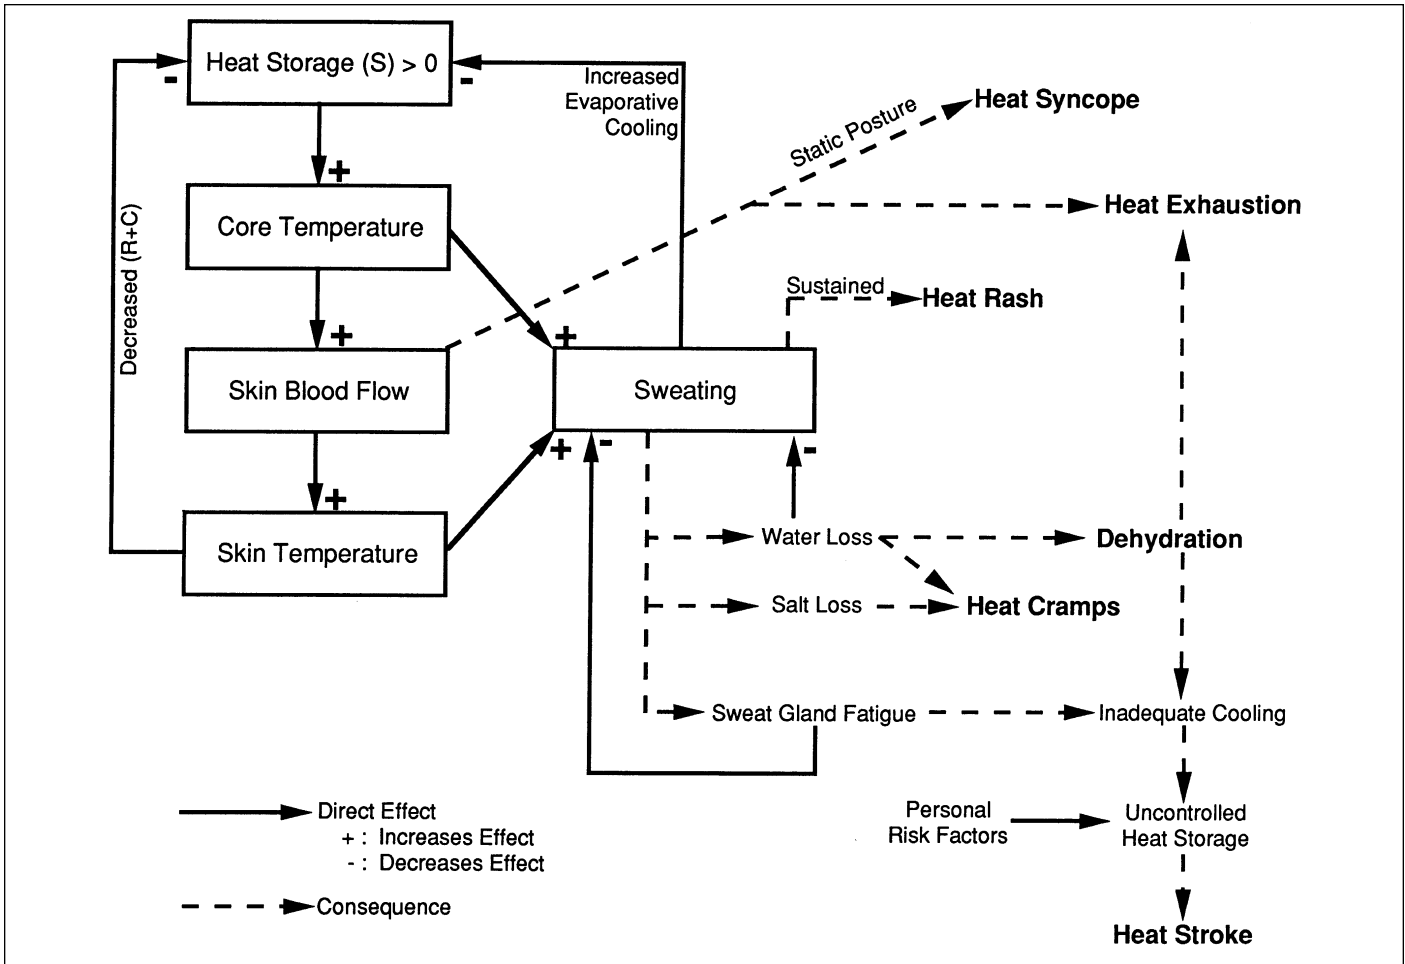 Heat Storage (S) > 0
-
-
Increased
Evaporative
Cooling
Static Posture
Heat Syncope
+
Core Temperature
Decreased (R+C)
Heat Exhaustion
Sustained
Heat Rash
+
+
Skin Blood Flow
Sweating
+
-
-
+
Skin Temperature
Water Loss
Dehydration
Salt Loss
Heat Cramps
Sweat Gland Fatigue
Inadequate Cooling
Direct Effect
+ : Increases Effect
- : Decreases Effect
Consequence
Personal
Risk Factors
Uncontrolled
Heat Storage
Heat Stroke